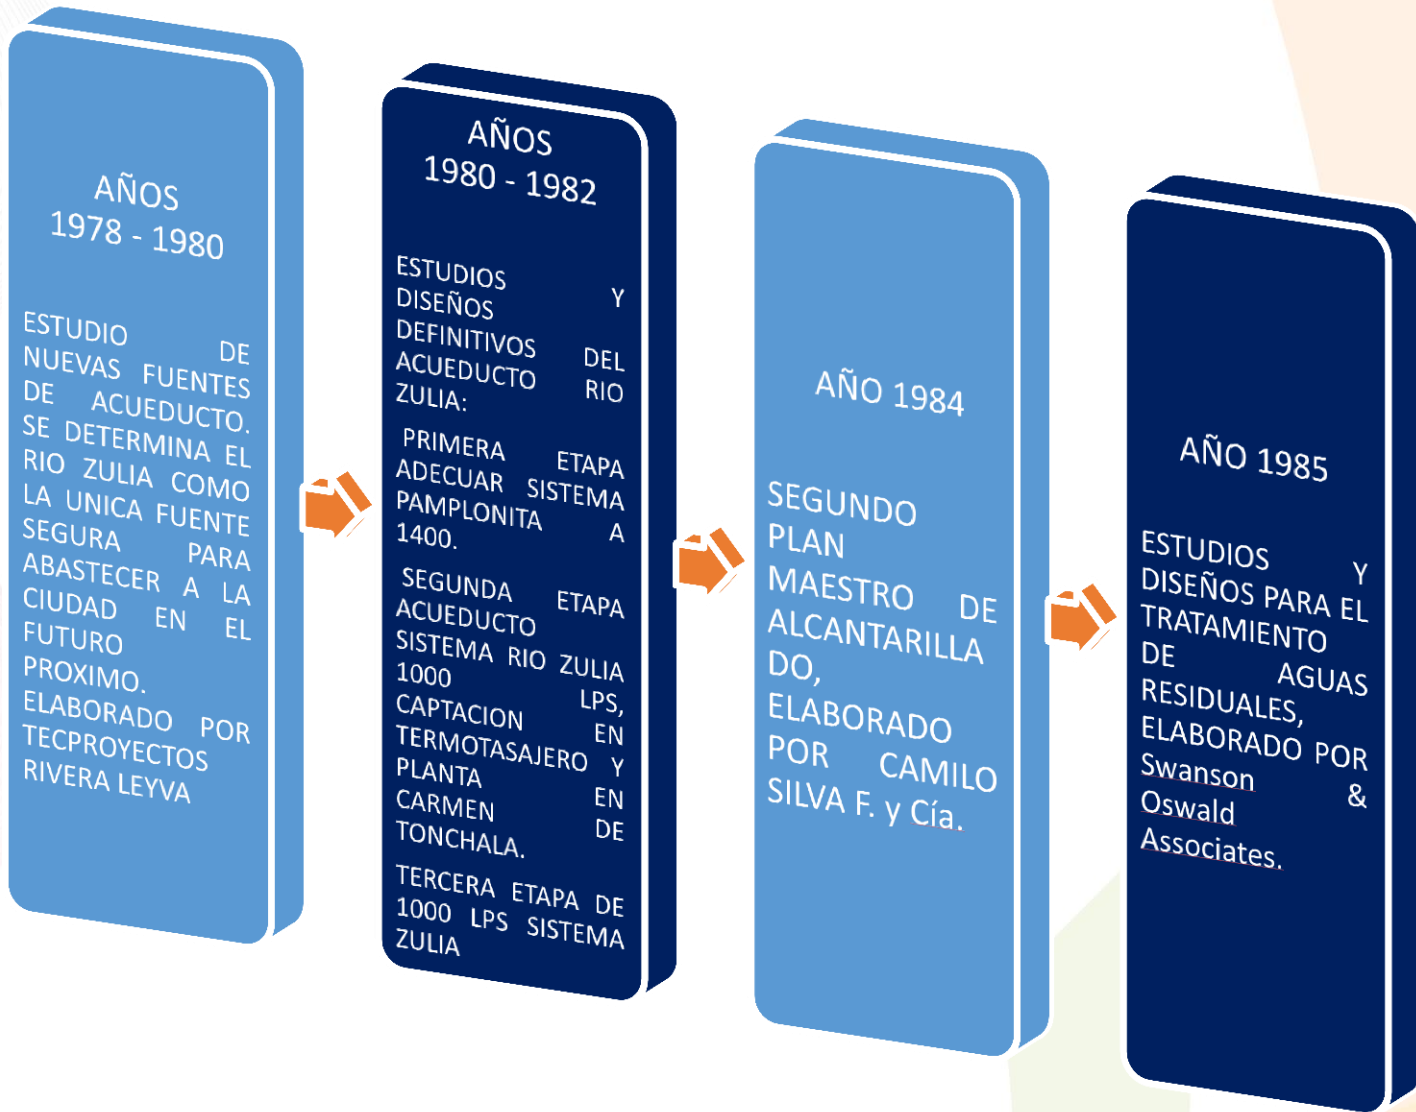 AÑOS
1978 - 1980
ESTUDIO DE
NUEVAS FUENTES
DE ACUEDUCTO.
SE DETERMINA EL
RIO ZULIA COMO
LA UNICA FUENTE
SEGURA PARA
ABASTECER A LA
CIUDAD EN EL
FUTURO
PROXIMO.
ELABORADO POR
TECPROYECTOS
RIVERA LEYVA
AÑOS
1980 - 1982
ESTUDIOS Y
DISEÑOS
DEFINITIVOS DEL
ACUEDUCTO RIO
ZULIA:
PRIMERA ETAPA
ADECUAR SISTEMA
PAMPLONITA A
1400.
SEGUNDA ETAPA
ACUEDUCTO
SISTEMA RIO ZULIA
1000 LPS,
CAPTACION EN
TERMOTASAJERO Y
PLANTA EN
CARMEN DE
TONCHALA.
TERCERA ETAPA DE
1000 LPS SISTEMA
ZULIA
AÑO 1984
SEGUNDO
PLAN
MAESTRO DE
ALCANTARILLA
DO,
ELABORADO
POR CAMILO
SILVA F. y Cía.
AÑO 1985
ESTUDIOS Y
DISEÑOS PARA EL
TRATAMIENTO
DE AGUAS
RESIDUALES,
ELABORADO POR
Swanson &
Oswald
Associates.